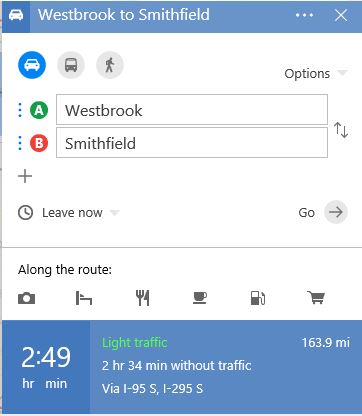 Westbrook to Smithfield
Options
A Westbrook
B Smithfield
Leave now Go
Along the route:
2:49
hr min
Light traffic 163.9 mi
2 hr 34 min without traffic
Via I-95 S, I-295 S